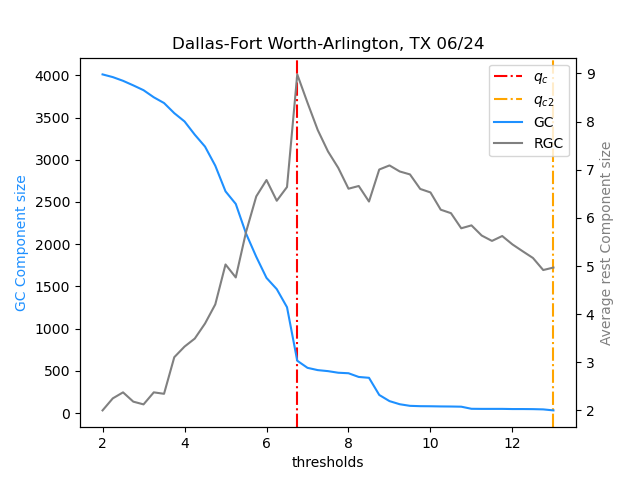 Dallas-Fort Worth-Arlington, TX 06/24
GC Component size
4000
3500
3000
2500
2000
1500
1000
500
0
9
8
7
6
5
4
3
2
Average rest Component size
q_c
q_c2
GC
RGC
2 4 6 8 10 12
thresholds